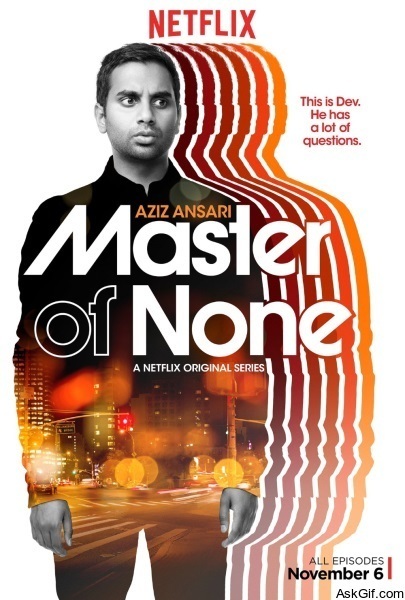 NETFLIX
This is Dev.
He has
a lot of
questions.
AZIZ ANSARI
Master
of None
A NETFLIX ORIGINAL SERIES
ALL EPISODES
November 6
AskGif.com